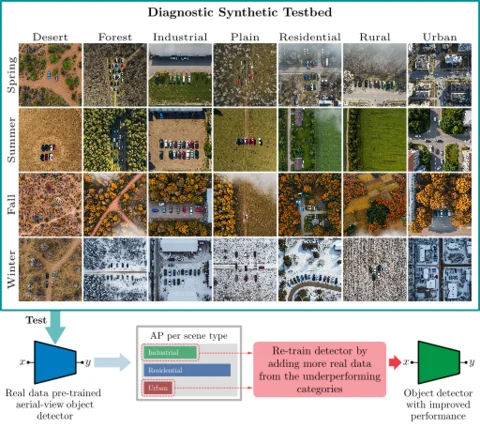 Diagnostic Synthetic Testbed
Desert Forest Industrial Plain Residential Rural Urban
Spring
Summer
Fall
Winter
Test
AP per scene type
Industrial
Residential
Urban
x
y
Re-train detector by
adding more real data
from the underperforming
categories
x
y
Real data pre-trained
aerial-view object
detector
Object detector
with improved
performance